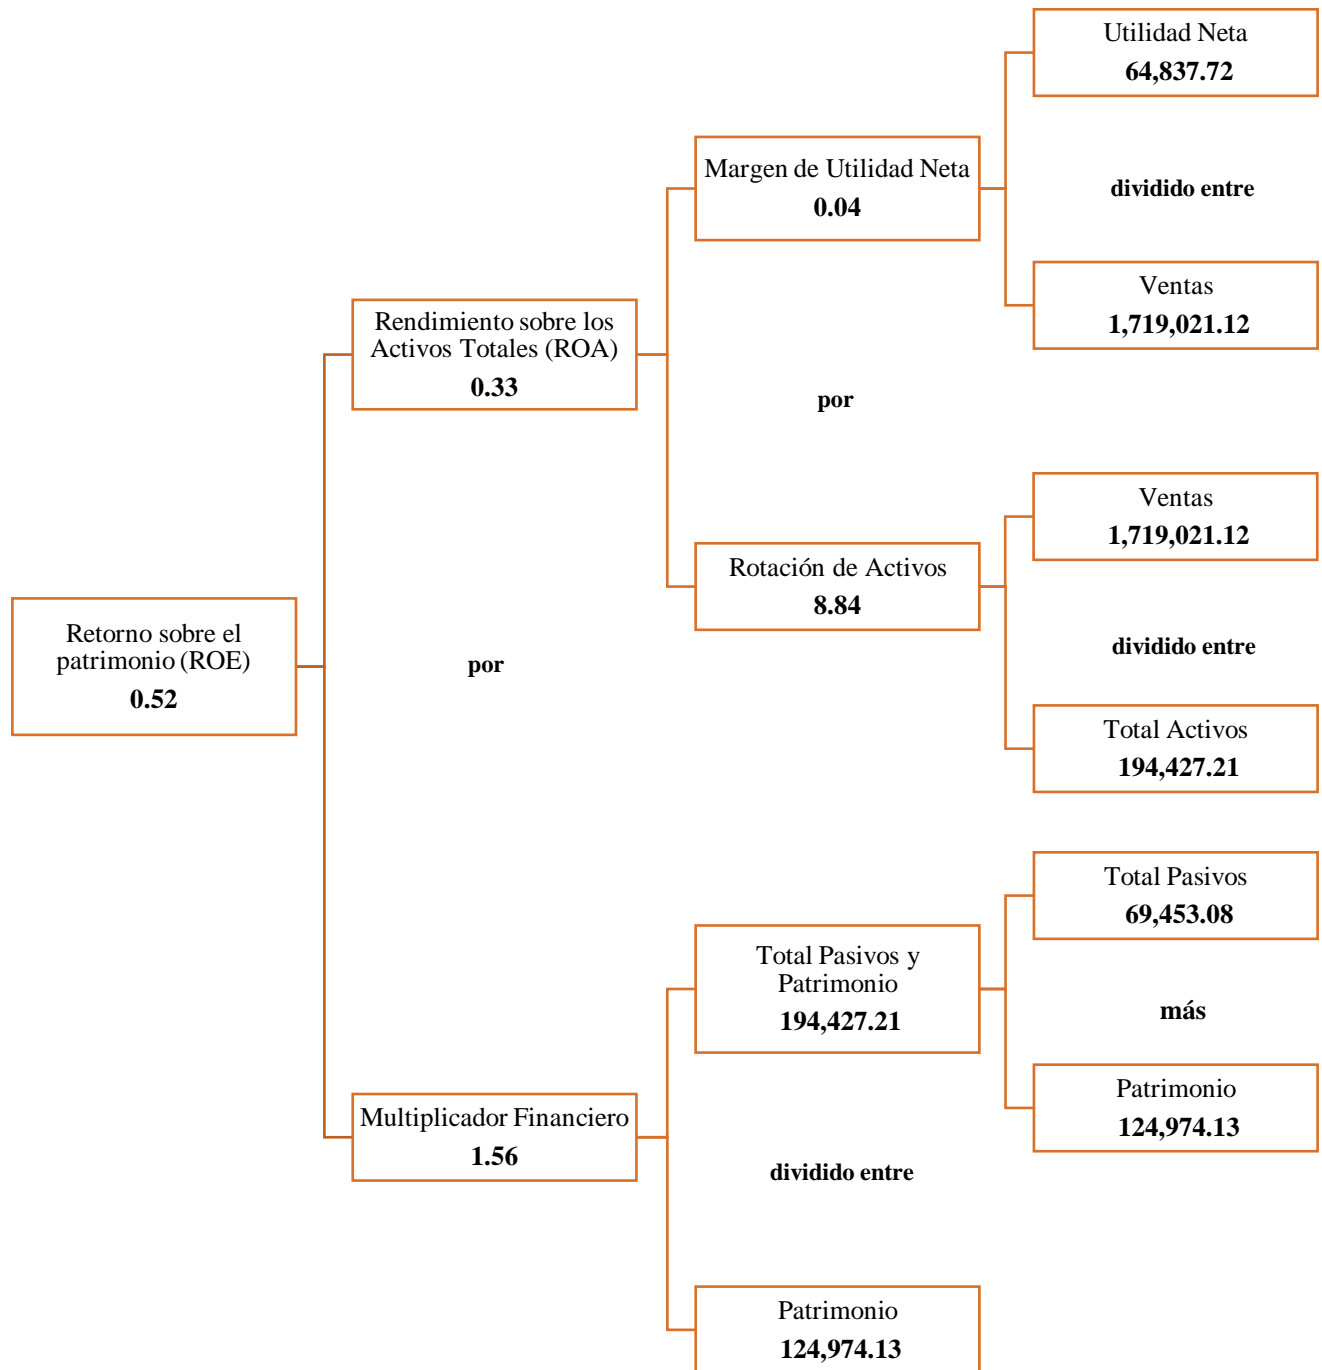 Utilidad Neta
64,837.72
Margen de Utilidad Neta
0.04
dividido entre
Ventas
1,719,021.12
Rendimiento sobre los
Activos Totales (ROA)
0.33
por
Ventas
1,719,021.12
Rotación de Activos
8.84
Retorno sobre el
patrimonio (ROE)
0.52
por
dividido entre
Total Activos
194,427.21
Total Pasivos
69,453.08
Total Pasivos y
Patrimonio
194,427.21
más
Patrimonio
124,974.13
Multiplicador Financiero
1.56
dividido entre
Patrimonio
124,974.13